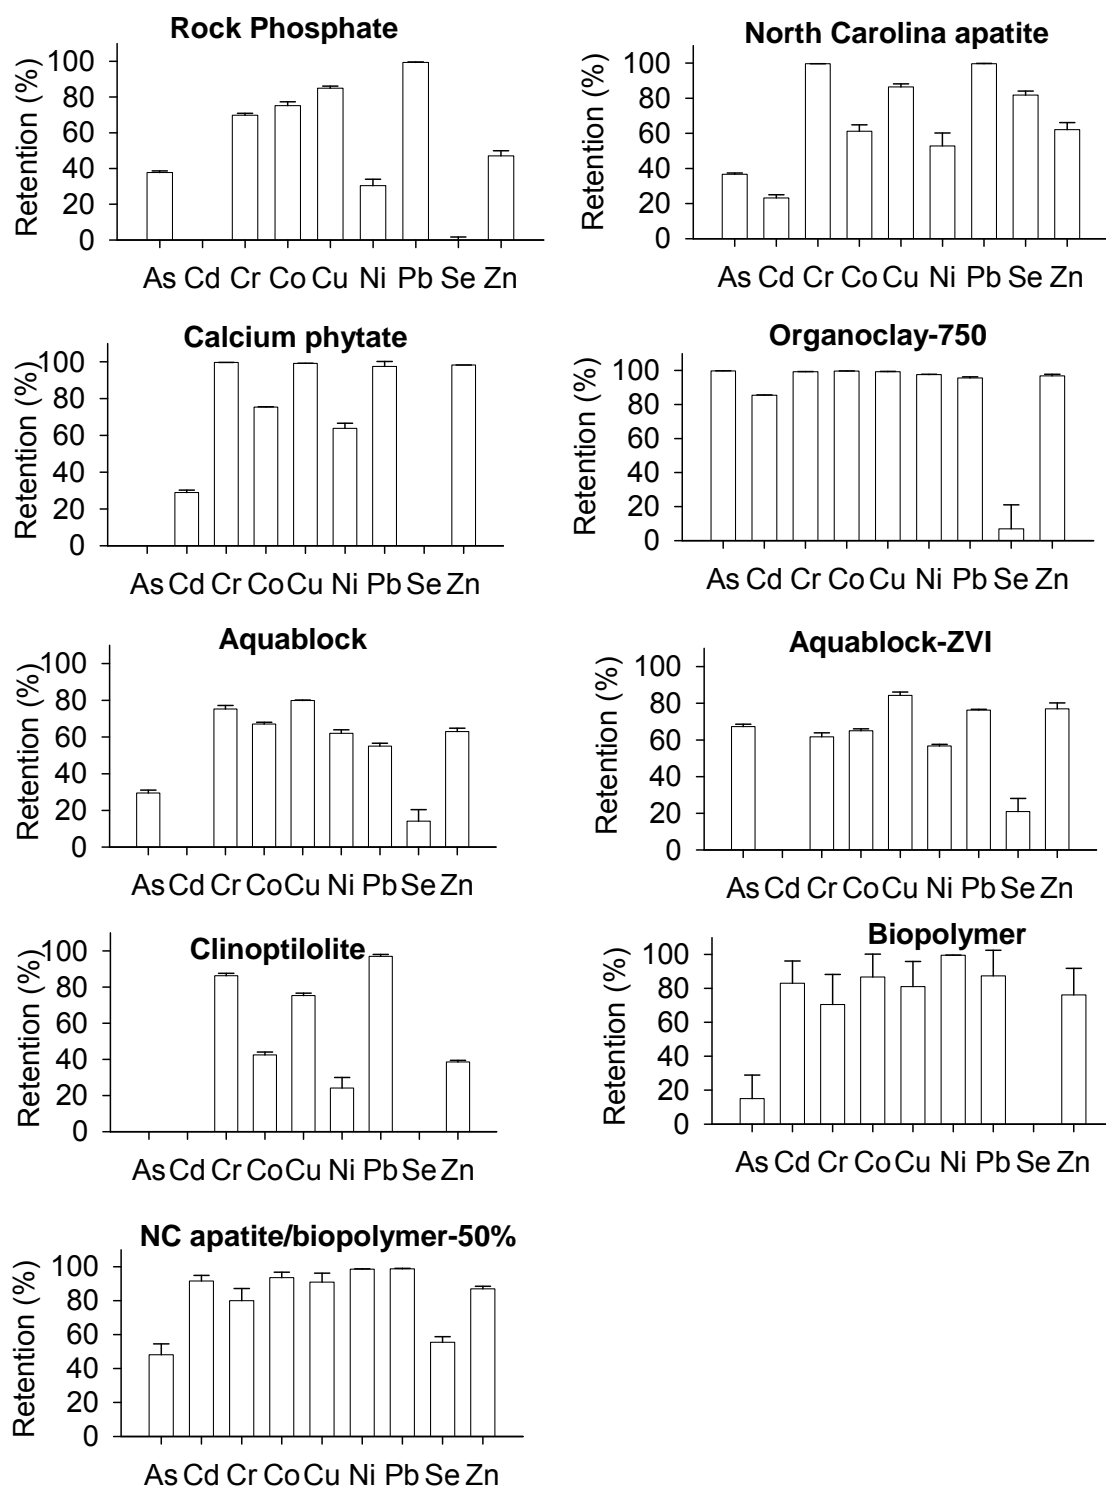 Rock Phosphate
Retention (%)
100
80
60
40
20
0
As Cd Cr Co Cu Ni Pb Se Zn
North Carolina apatite
Retention (%)
100
80
60
40
20
0
As Cd Cr Co Cu Ni Pb Se Zn
Calcium phytate
Retention (%)
100
80
60
40
20
0
As Cd Cr Co Cu Ni Pb Se Zn
Organoclay-750
Retention (%)
100
80
60
40
20
0
As Cd Cr Co Cu Ni Pb Se Zn
Aquablock
Retention (%)
100
80
60
40
20
0
As Cd Cr Co Cu Ni Pb Se Zn
Aquablock-ZVI
Retention (%)
100
80
60
40
20
0
As Cd Cr Co Cu Ni Pb Se Zn
Clinoptilolite
Retention (%)
100
80
60
40
20
0
As Cd Cr Co Cu Ni Pb Se Zn
Biopolymer
Retention (%)
100
80
60
40
20
0
As Cd Cr Co Cu Ni Pb Se Zn
NC apatite/biopolymer-50%
Retention (%)
100
80
60
40
20
0
As Cd Cr Co Cu Ni Pb Se Zn